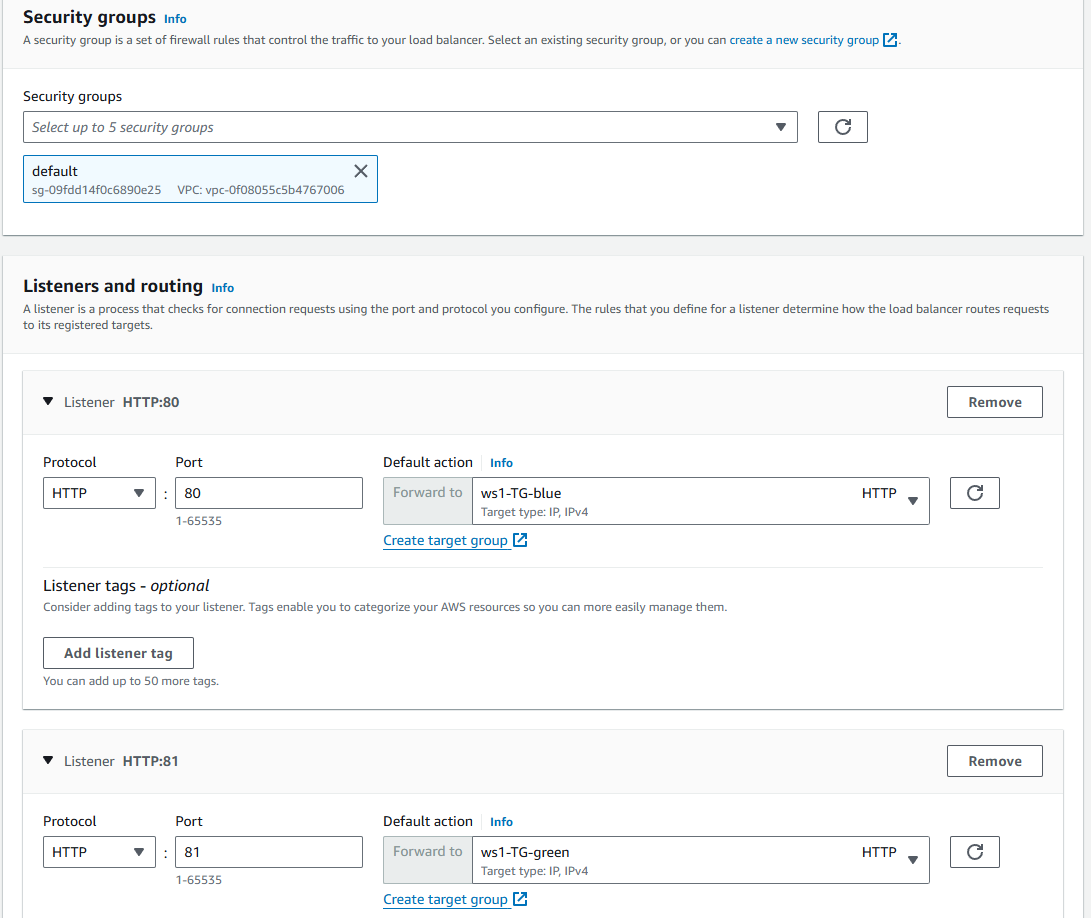 Security groups Info
A security group is a set of firewall rules that control the traffic to your load balancer. Select an existing security group, or you can create a new security group.
Security groups
Select up to 5 security groups
default
sg-09fdd14f0c6890e25 VPC: vpc-0f08055c5b4767006
Listeners and routing Info
A listener is a process that checks for connection requests using the port and protocol you configure. The rules that you define for a listener determine how the load balancer routes requests
to its registered targets.
Listener HTTP:80
Remove
Protocol Port Default action Info
HTTP : 80 Forward to ws1-TG-blue HTTP
Target type: IP, IPv4
1-65535
Create target group
Listener tags - optional
Consider adding tags to your listener. Tags enable you to categorize your AWS resources so you can more easily manage them.
Add listener tag
You can add up to 50 more tags.
Listener HTTP:81
Remove
Protocol Port Default action Info
HTTP : 81 Forward to ws1-TG-green HTTP
Target type: IP, IPv4
1-65535
Create target group